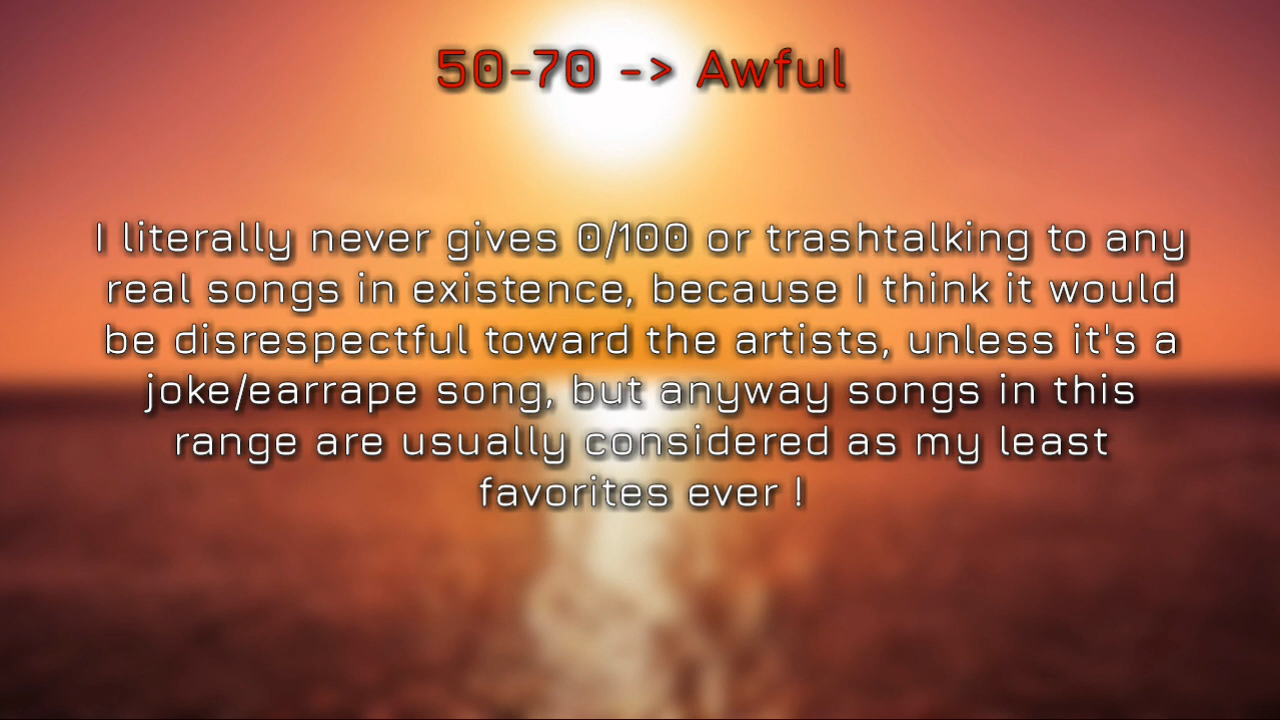 50-70 -> Awful
I literally never gives 0/100 or trashtalking to any
real songs in existence, because I think it would
be disrespectful toward the artists, unless it's a
joke/earrape song, but anyway songs in this
range are usually considered as my least
favorites ever !